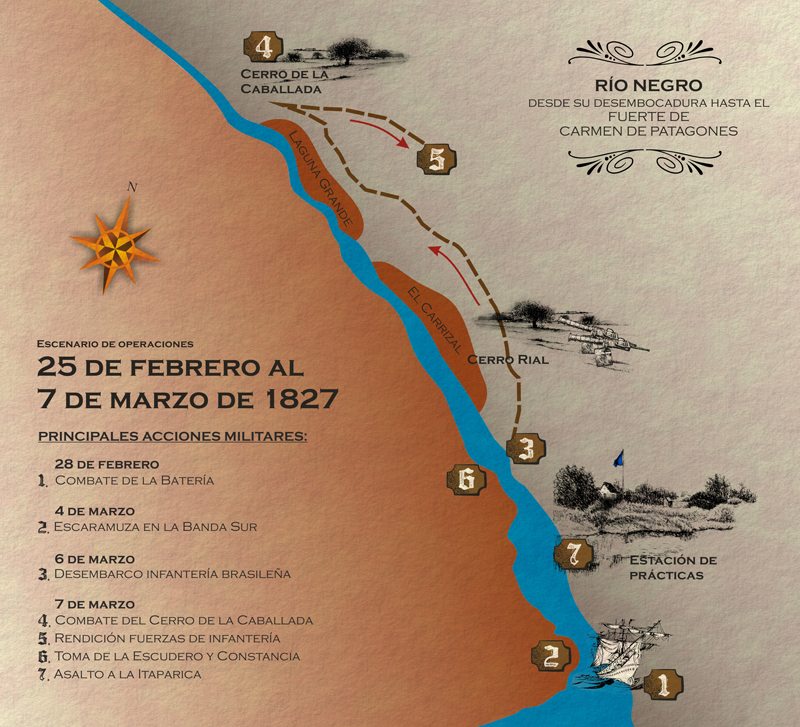 4
CERRO DE LA
CABALLADA
RÍO NEGRO
DESDE SU DESEMBOCADURA HASTA EL
FUERTE DE
CARMEN DE PATAGONES
5
LAGUNA GRANDE
N
EL CARRIZAL
CERRO RIAL
ESCENARIO DE OPERACIONES
25 DE FEBRERO AL
7 DE MARZO DE 1827
PRINCIPALES ACCIONES MILITARES:
28 DE FEBRERO
1. COMBATE DE LA BATERÍA
4 DE MARZO
2. ESCARAMUZA EN LA BANDA SUR
6 DE MARZO
3. DESEMBARCO INFANTERÍA BRASILEÑA
7 DE MARZO
4. COMBATE DEL CERRO DE LA CABALLADA
5. RENDICIÓN FUERZAS DE INFANTERÍA
6. TOMA DE LA ESCUDERO Y CONSTANCIA
7. ASALTO A LA ITAPARICA
3
6
7
ESTACIÓN DE
PRÁCTICAS
2
1